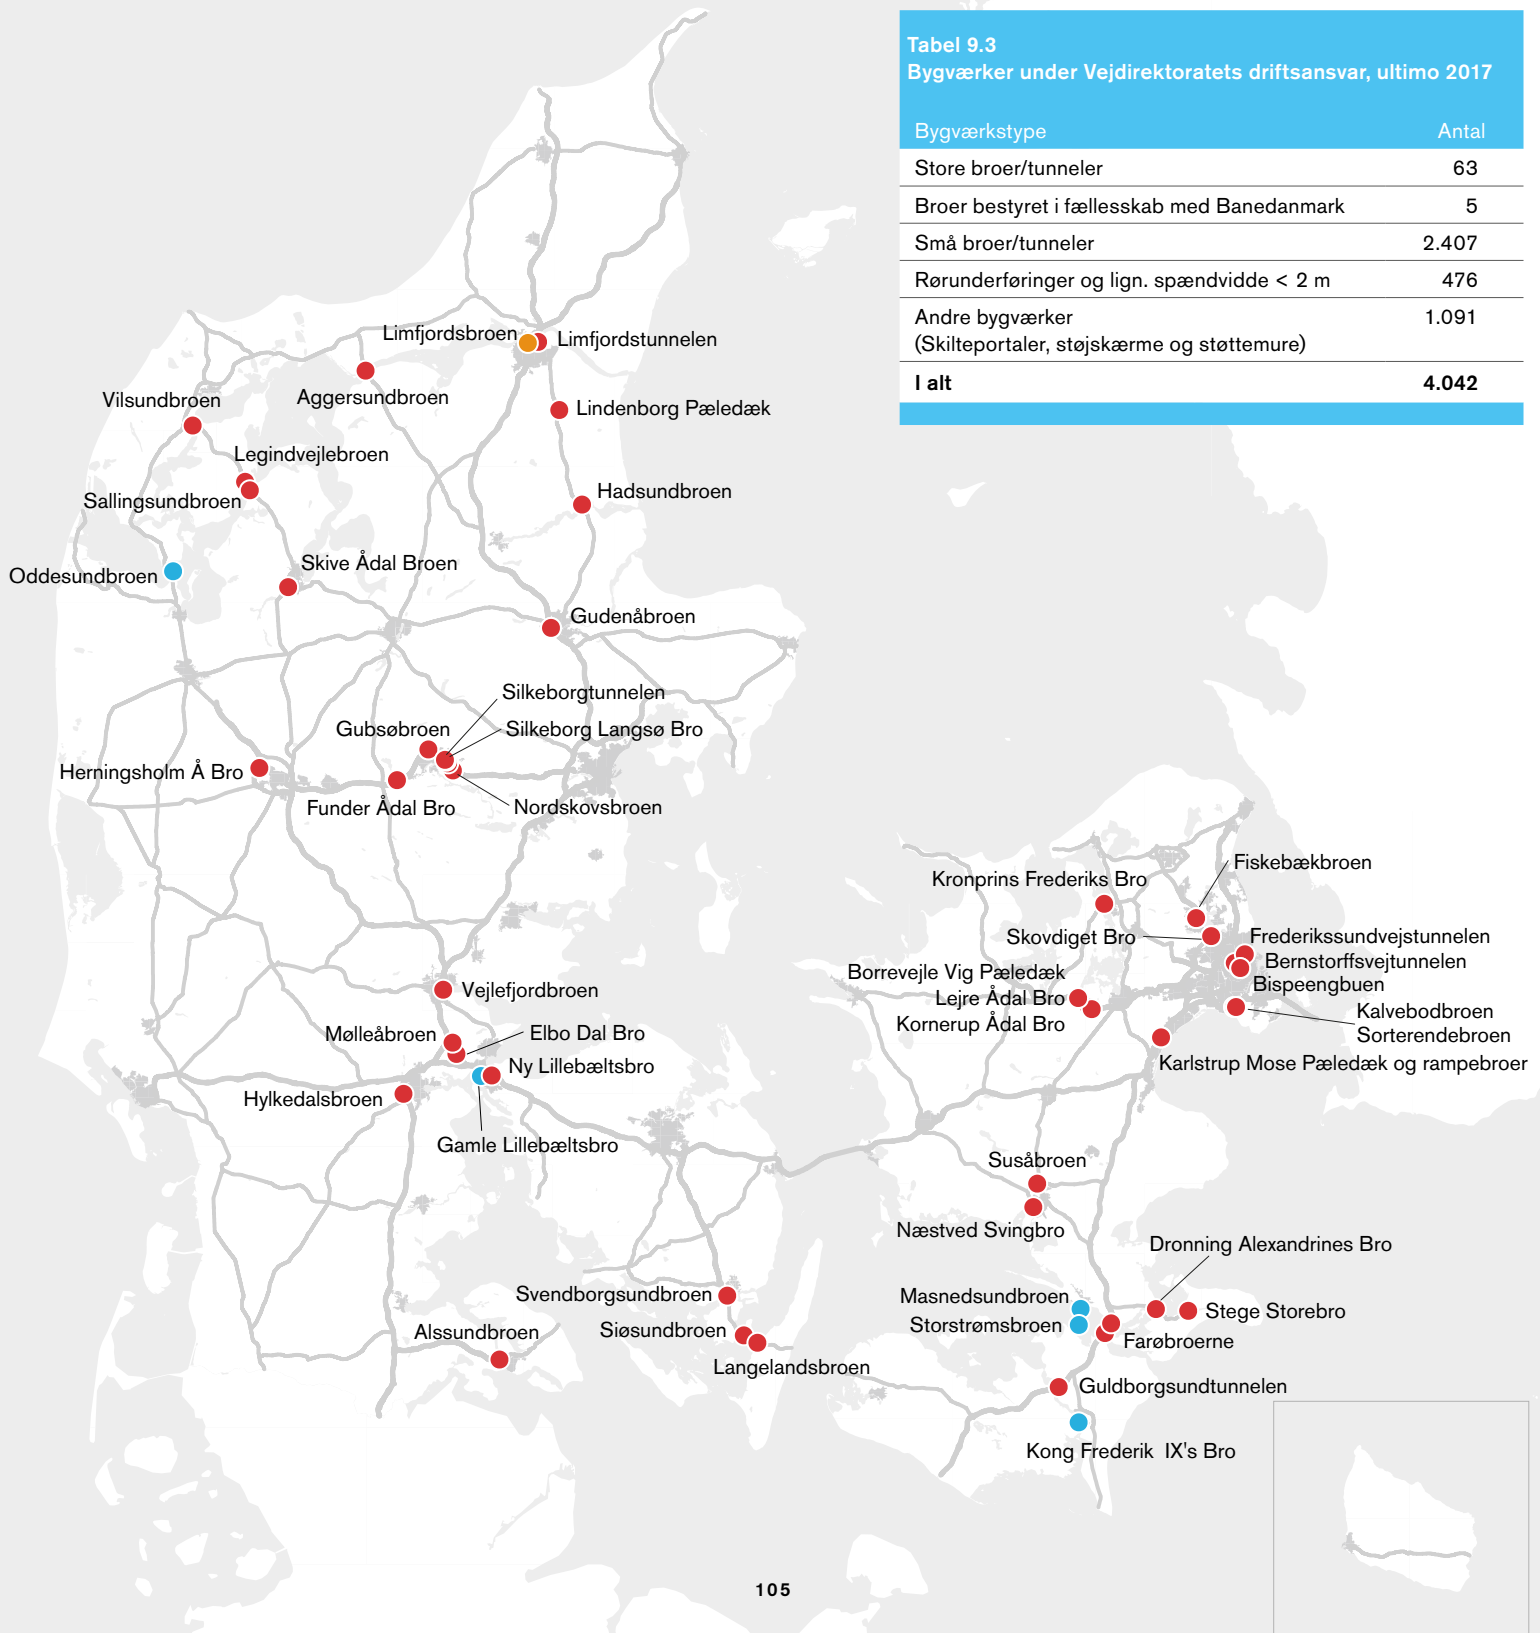 Tabel 9.3
Bygværker under Vejdirektoratets driftsansvar, ultimo 2017
Bygværkstype Antal
Store broer/tunneler 63
Broer bestyret i fællesskab med Banedanmark 5
Små broer/tunneler 2.407
Rørunderføringer og lign. spændvidde < 2 m 476
Andre bygværker 1.091
(Skilteportaler, støjskærme og støttemure)
I alt 4.042
Limfjordsbroen
Limfjordstunnelen
Aggersundbroen
Vilsundbroen
Lindenborg Pæledæk
Legindvejlebroen
Sallingsundbroen
Hadsundbroen
Oddesundbroen
Skive Ådal Broen
Gudenåbroen
Silkeborgtunnelen
Gubsøbroen
Silkeborg Langsø Bro
Herningsholm Å Bro
Funder Ådal Bro
Nordskovsbroen
Fiskebækbroen
Kronprins Frederiks Bro
Skovdiget Bro
Frederikssundvejstunnelen
Bernstorffsvejtunnelen
Borrevejle Vig Pæledæk
Bispeengbuen
Lejre Ådal Bro
Kornerup Ådal Bro
Kalvebodbroen
Sorterendebroen
Karlstrup Mose Pæledæk og rampebroer
Vejlefjordbroen
Mølleåbroen
Elbo Dal Bro
Ny Lillebæltsbro
Hylkedalsbroen
Gamle Lillebæltsbro
Susåbroen
Næstved Svingbro
Dronning Alexandrines Bro
Masnedsundbroen
Storstrømsbroen
Stege Storebro
Farøbroerne
Svendborgsundbroen
Siøsundbroen
Langelandsbroen
Alssundbroen
Guldborgsundtunnelen
Kong Frederik IX's Bro
105